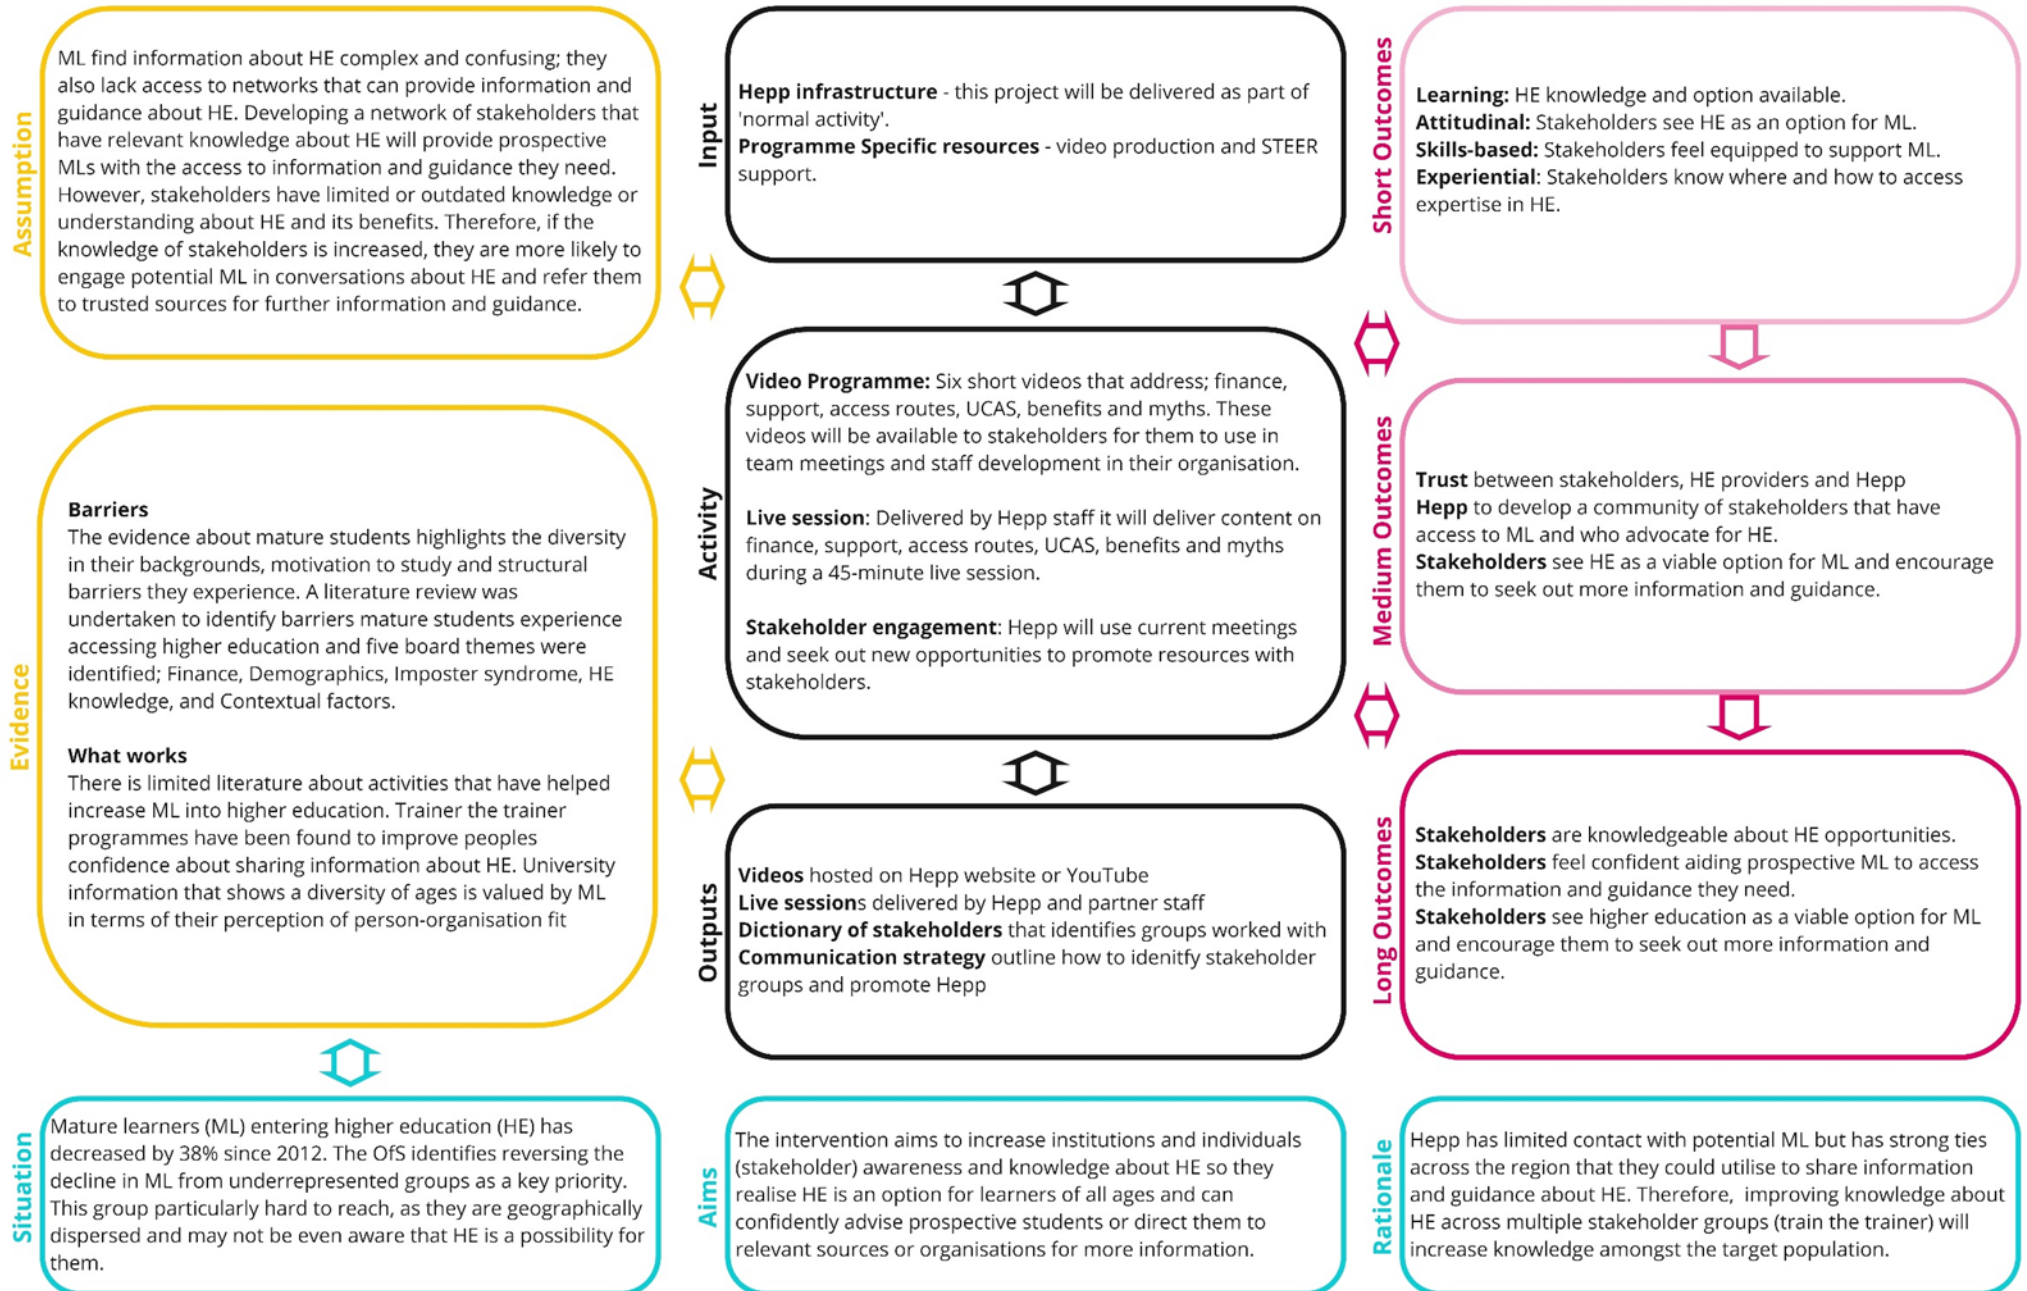 Assumption
ML find information about HE complex and confusing; they
also lack access to networks that can provide information and
guidance about HE. Developing a network of stakeholders that
have relevant knowledge about HE will provide prospective
MLs with the access to information and guidance they need.
However, stakeholders have limited or outdated knowledge or
understanding about HE and its benefits. Therefore, if the
knowledge of stakeholders is increased, they are more likely to
engage potential ML in conversations about HE and refer them
to trusted sources for further information and guidance.
Evidence
Barriers
The evidence about mature students highlights the diversity
in their backgrounds, motivation to study and structural
barriers they experience. A literature review was
undertaken to identify barriers mature students experience
accessing higher education and five board themes were
identified; Finance, Demographics, Imposter syndrome, HE
knowledge, and Contextual factors.
What works
There is limited literature about activities that have helped
increase ML into higher education. Trainer the trainer
programmes have been found to improve peoples
confidence about sharing information about HE. University
information that shows a diversity of ages is valued by ML
in terms of their perception of person-organisation fit
Situation
Mature learners (ML) entering higher education (HE) has
decreased by 38% since 2012. The OfS identifies reversing the
decline in ML from underrepresented groups as a key priority.
This group particularly hard to reach, as they are geographically
dispersed and may not be even aware that HE is a possibility for
them.
Input
Hepp infrastructure - this project will be delivered as part of
'normal activity'.
Programme Specific resources - video production and STEER
support.
Activity
Video Programme: Six short videos that address; finance,
support, access routes, UCAS, benefits and myths. These
videos will be available to stakeholders for them to use in
team meetings and staff development in their organisation.
Live session: Delivered by Hepp staff it will deliver content on
finance, support, access routes, UCAS, benefits and myths
during a 45-minute live session.
Stakeholder engagement: Hepp will use current meetings
and seek out new opportunities to promote resources with
stakeholders.
Outputs
Videos hosted on Hepp website or YouTube
Live sessions delivered by Hepp and partner staff
Dictionary of stakeholders that identifies groups worked with
Communication strategy outline how to idenitfy stakeholder
groups and promote Hepp
Aims
The intervention aims to increase institutions and individuals
(stakeholder) awareness and knowledge about HE so they
realise HE is an option for learners of all ages and can
confidently advise prospective students or direct them to
relevant sources or organisations for more information.
Short Outcomes
Learning: HE knowledge and option available.
Attitudinal: Stakeholders see HE as an option for ML.
Skills-based: Stakeholders feel equipped to support ML.
Experiential: Stakeholders know where and how to access
expertise in HE.
Medium Outcomes
Trust between stakeholders, HE providers and Hepp
Hepp to develop a community of stakeholders that have
access to ML and who advocate for HE.
Stakeholders see HE as a viable option for ML and encourage
them to seek out more information and guidance.
Long Outcomes
Stakeholders are knowledgeable about HE opportunities.
Stakeholders feel confident aiding prospective ML to access
the information and guidance they need.
Stakeholders see higher education as a viable option for ML
and encourage them to seek out more information and
guidance.
Rationale
Hepp has limited contact with potential ML but has strong ties
across the region that they could utilise to share information
and guidance about HE. Therefore, improving knowledge about
HE across multiple stakeholder groups (train the trainer) will
increase knowledge amongst the target population.